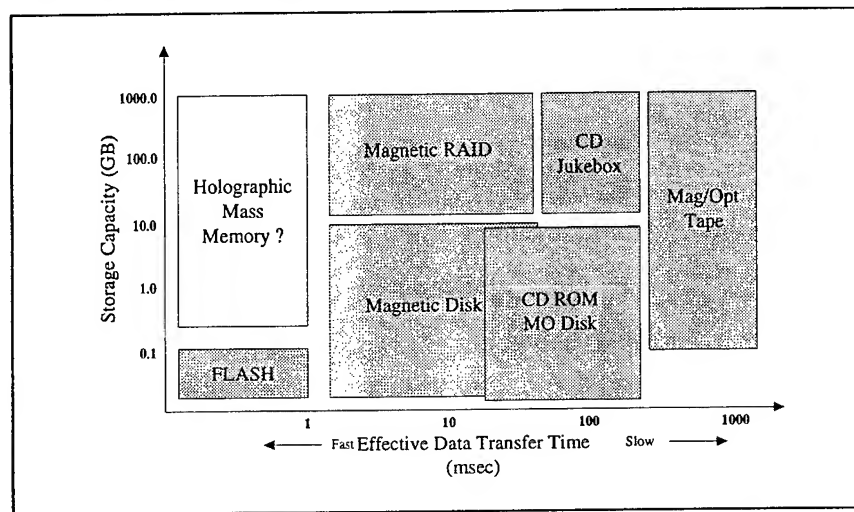 Storage Capacity (GB)
1000.0
100.0
10.0
1.0
0.1
Holographic
Mass
Memory ?
FLASH
Magnetic RAID
Magnetic Disk
CD
Jukebox
CD ROM
MO Disk
Mag/Opt
Tape
1 10 100 1000
Fast Effective Data Transfer Time Slow
(msec)